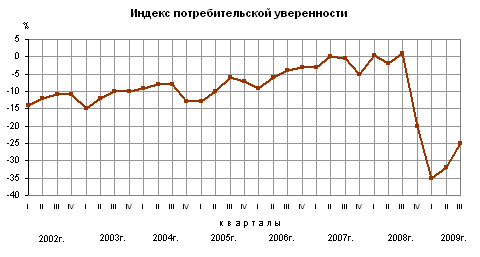 Индекс потребительской уверенности
%
5
0
-5
-10
-15
-20
-25
-30
-35
-40
I II III IV I II III IV I II III IV I II III IV I II III IV I II III IV I II III IV I II III
кварталы
2002г. 2003г. 2004г. 2005г. 2006г. 2007г. 2008г. 2009г.